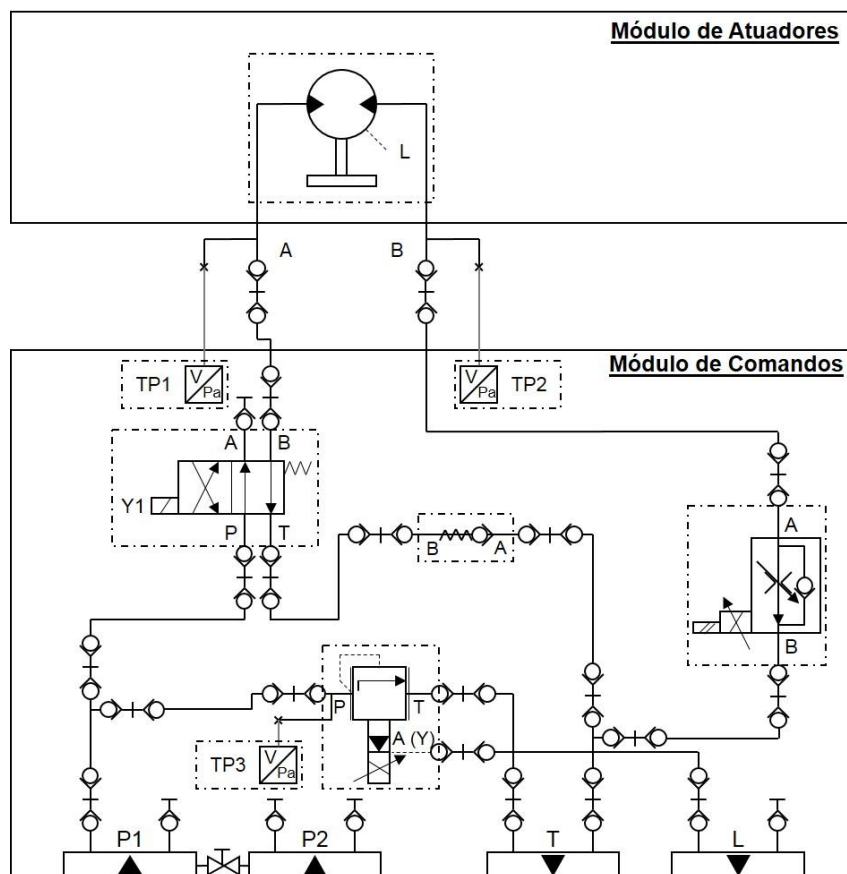 Módulo de Atuadores
L
A B
Módulo de Comandos
TP1 V Pa
V Pa TP2
A B
Y1
P T
B A
A
B
P T
A (Y)
TP3 V Pa
P1 P2 T L